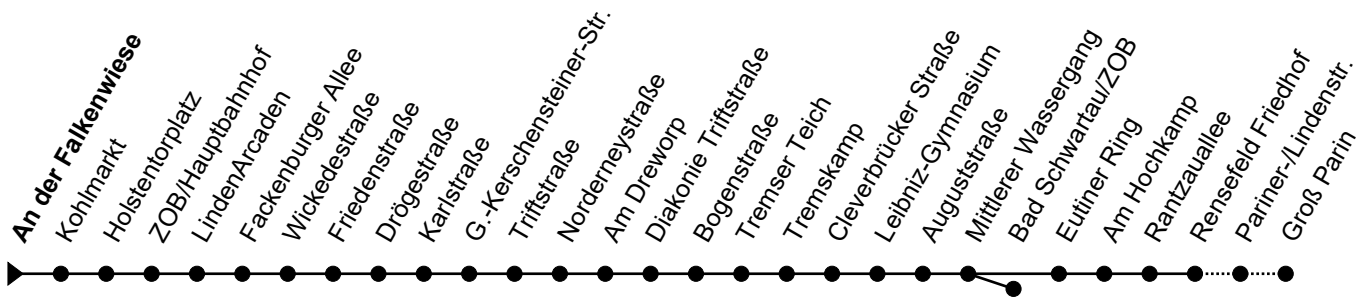 An der Falkenwiese
Kohlmarkt
Holstentorplatz
ZOB/Hauptbahnhof
LindenArcaden
Fackenburger Allee
Wickedestraße
Friedenstraße
Drögestraße
Karlstraße
G.-Kerschensteiner-Str.
Triftstraße
Norderneystraße
Am Dreworp
Diakonie Triftstraße
Bogenstraße
Tremser Teich
Tremskamp
Cleverbrücker Straße
Leibniz-Gymnasium
Auguststraße
Mittlerer Wassergang
Bad Schwartau/ZOB
Eutiner Ring
Am Hochkamp
Rantzauallee
Rensefeld Friedhof
Pariner-/Lindenstr.
Groß Parin